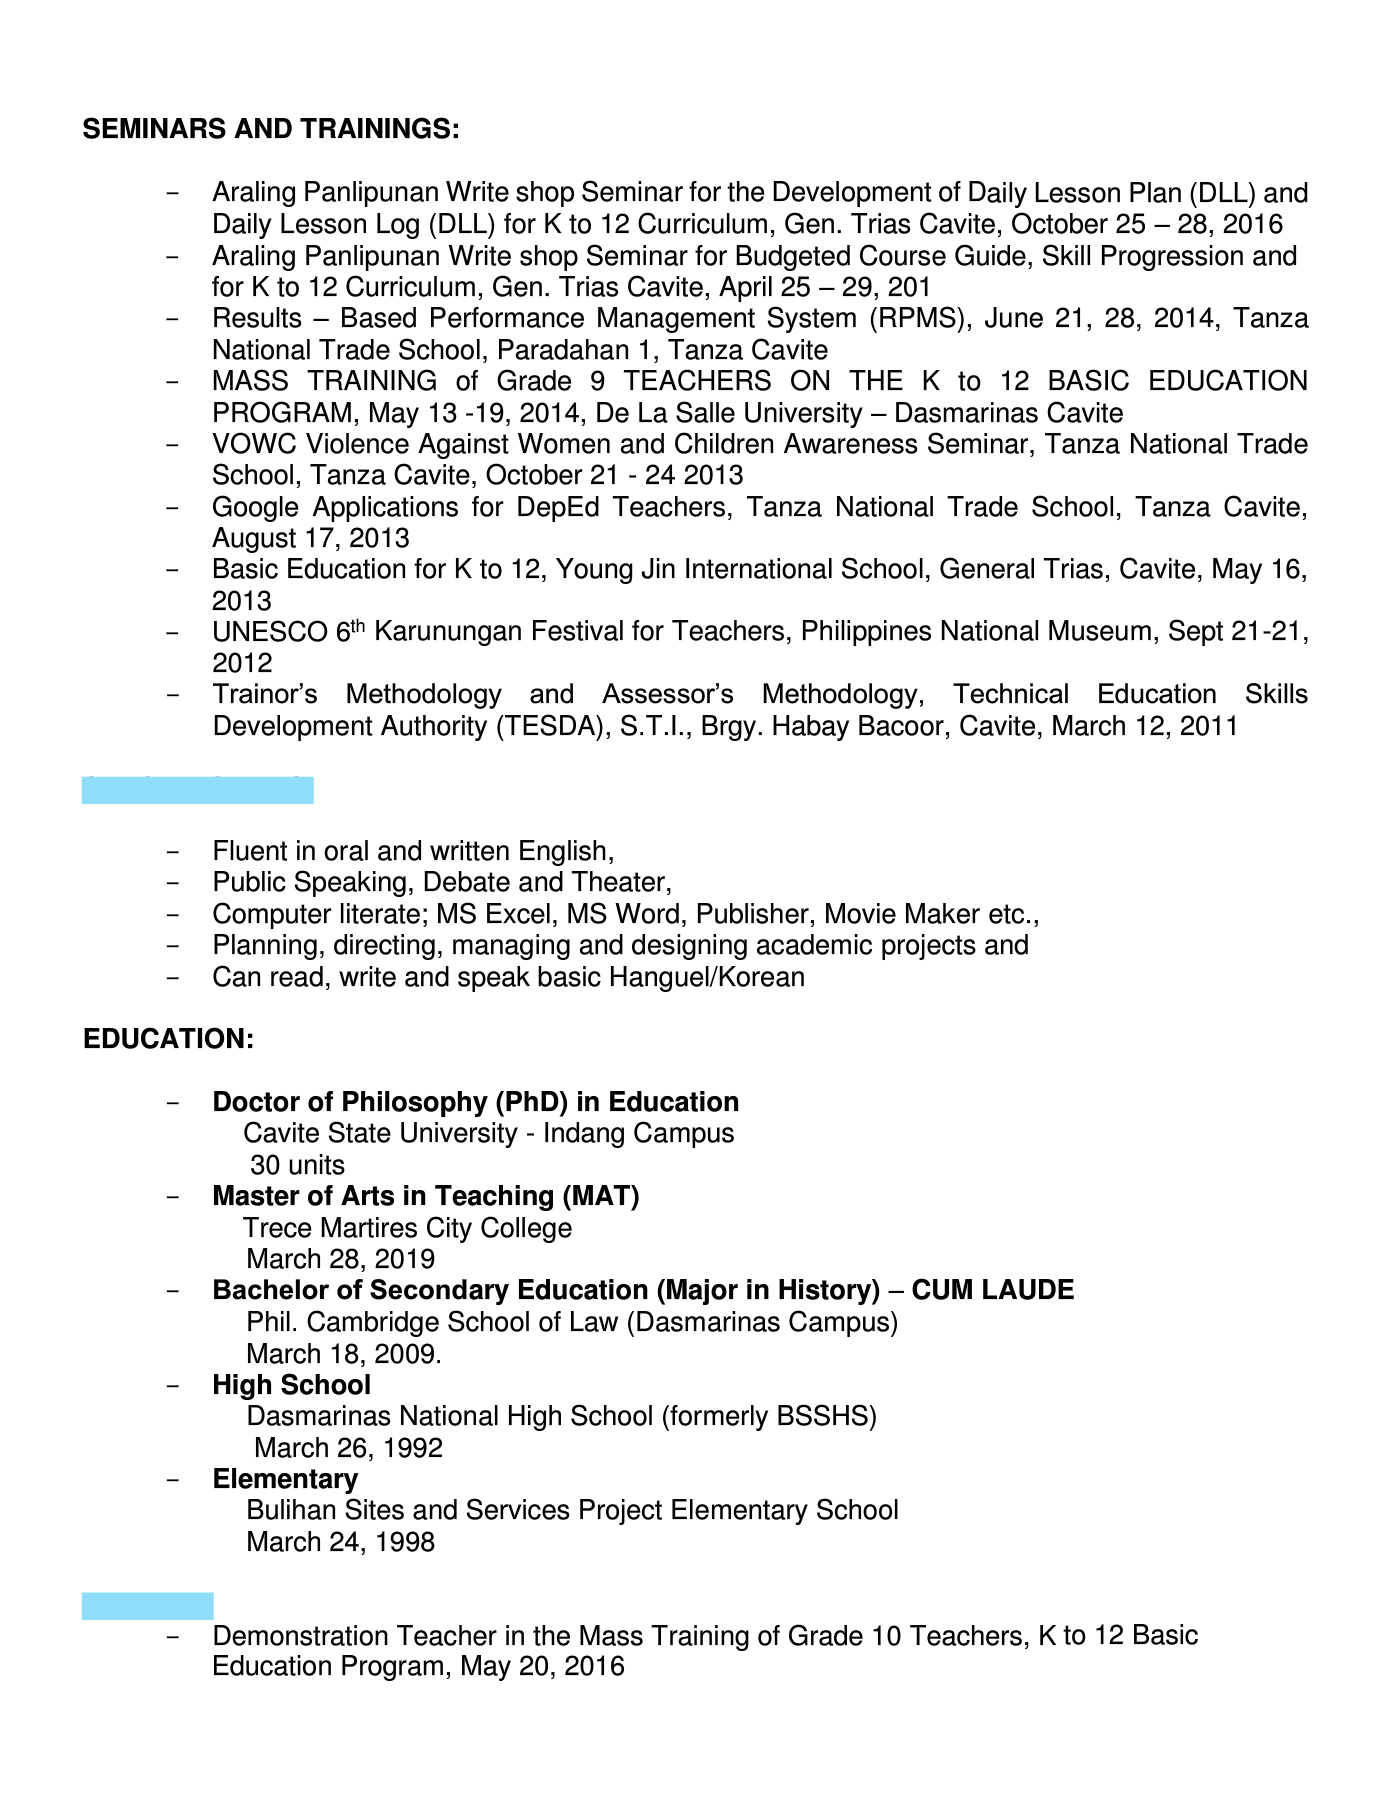 SEMINARS AND TRAININGS:
- Araling Panlipunan Write shop Seminar for the Development of Daily Lesson Plan (DLL) and
Daily Lesson Log (DLL) for K to 12 Curriculum, Gen. Trias Cavite, October 25 – 28, 2016
- Araling Panlipunan Write shop Seminar for Budgeted Course Guide, Skill Progression and
for K to 12 Curriculum, Gen. Trias Cavite, April 25 – 29, 201
- Results – Based Performance Management System (RPMS), June 21, 28, 2014, Tanza
National Trade School, Paradahan 1, Tanza Cavite
- MASS TRAINING of Grade 9 TEACHERS ON THE K to 12 BASIC EDUCATION
PROGRAM, May 13 -19, 2014, De La Salle University – Dasmarinas Cavite
- VOWC Violence Against Women and Children Awareness Seminar, Tanza National Trade
School, Tanza Cavite, October 21 - 24 2013
- Google Applications for DepEd Teachers, Tanza National Trade School, Tanza Cavite,
August 17, 2013
- Basic Education for K to 12, Young Jin International School, General Trias, Cavite, May 16,
2013
- UNESCO 6th Karunungan Festival for Teachers, Philippines National Museum, Sept 21-21,
2012
- Trainor’s Methodology and Assessor’s Methodology, Technical Education Skills
Development Authority (TESDA), S.T.I., Brgy. Habay Bacoor, Cavite, March 12, 2011
- Fluent in oral and written English,
- Public Speaking, Debate and Theater,
- Computer literate; MS Excel, MS Word, Publisher, Movie Maker etc.,
- Planning, directing, managing and designing academic projects and
- Can read, write and speak basic Hanguel/Korean
EDUCATION:
- Doctor of Philosophy (PhD) in Education
Cavite State University - Indang Campus
30 units
- Master of Arts in Teaching (MAT)
Trece Martires City College
March 28, 2019
- Bachelor of Secondary Education (Major in History) – CUM LAUDE
Phil. Cambridge School of Law (Dasmarinas Campus)
March 18, 2009.
- High School
Dasmarinas National High School (formerly BSSHS)
March 26, 1992
- Elementary
Bulihan Sites and Services Project Elementary School
March 24, 1998
- Demonstration Teacher in the Mass Training of Grade 10 Teachers, K to 12 Basic
Education Program, May 20, 2016